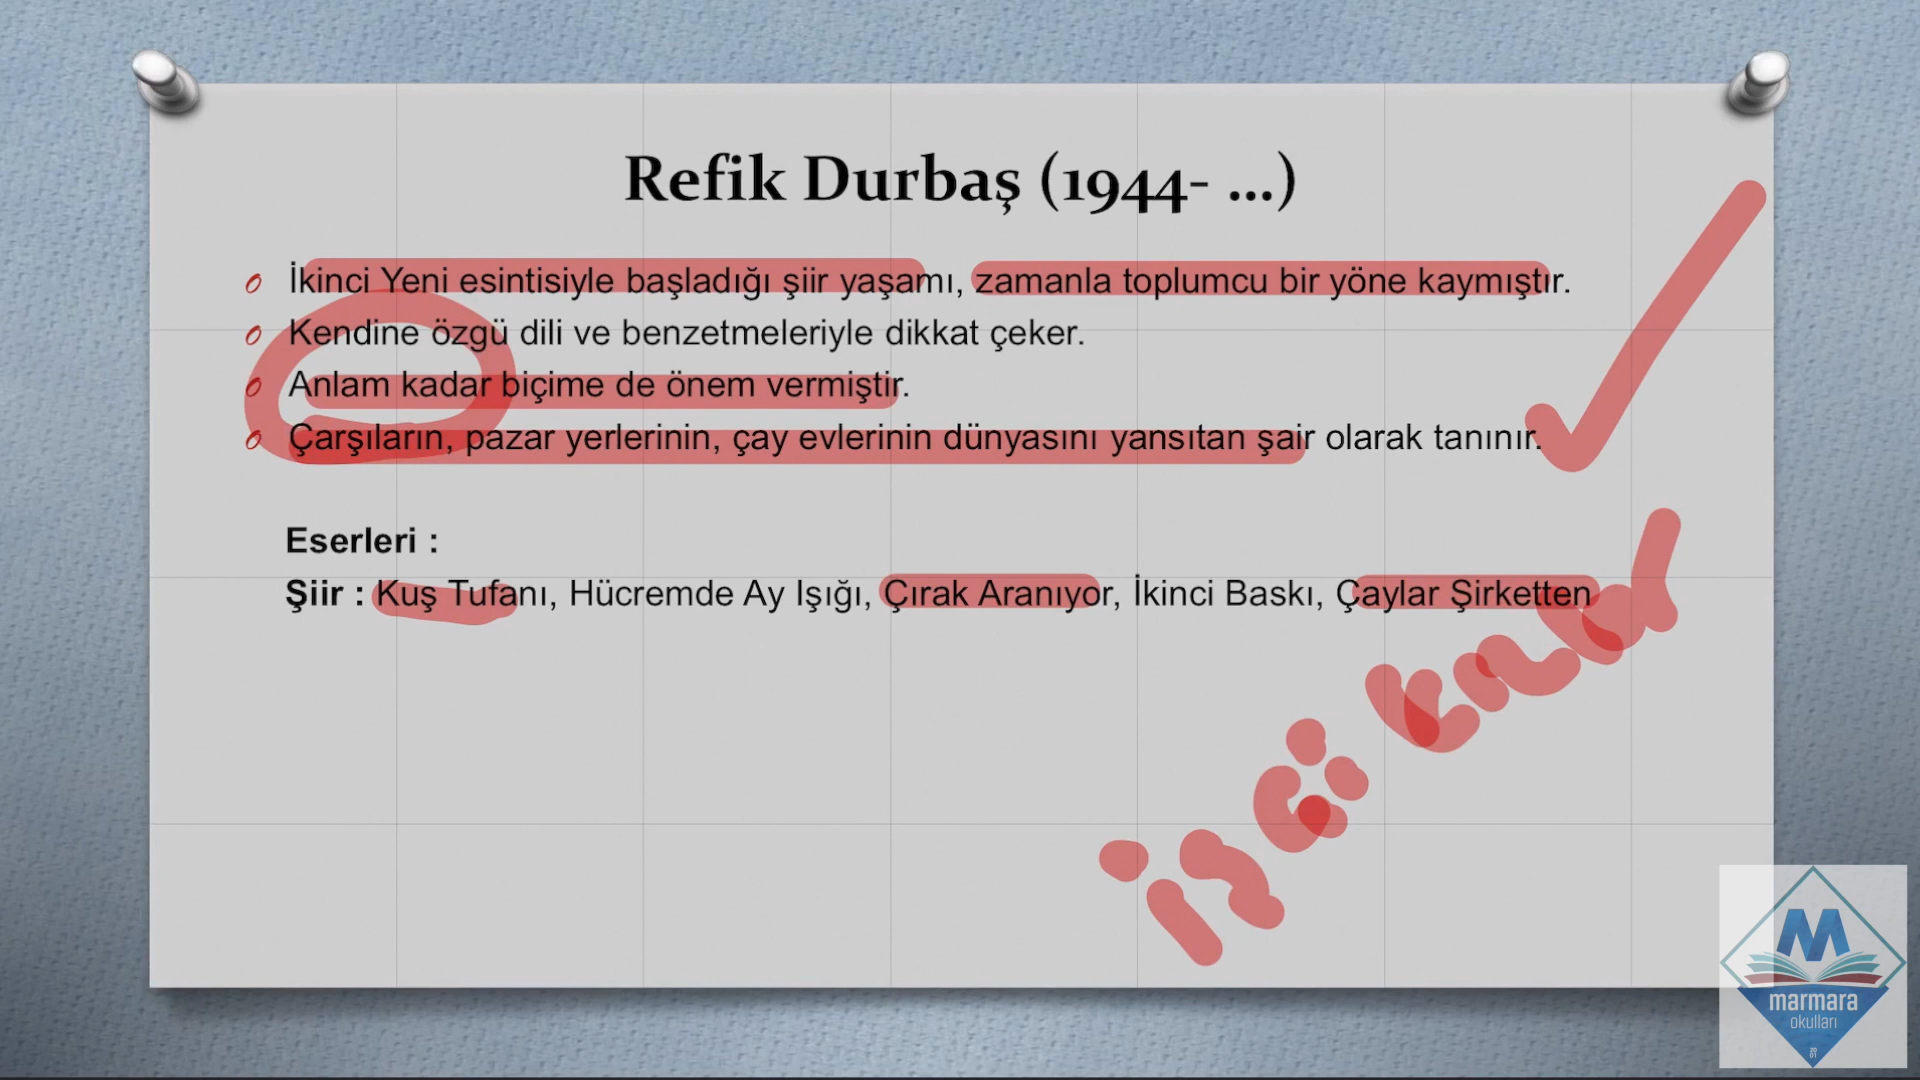 Refik Durbaş (1944- ...)
İkinci Yeni esintisiyle başladığı şiir yaşamı, zamanla toplumcu bir yöne kaymıştır.
Kendine özgü dili ve benzetmeleriyle dikkat çeker.
Anlam kadar biçime de önem vermiştir.
Çarşıların, pazar yerlerinin, çay evlerinin dünyasını yansıtan şair olarak tanınır.
Eserleri :
Şiir : Kuş Tufanı, Hücremde Ay Işığı, Çırak Aranıyor, İkinci Baskı, Çaylar Şirketten
M
marmara
okulları
20
01